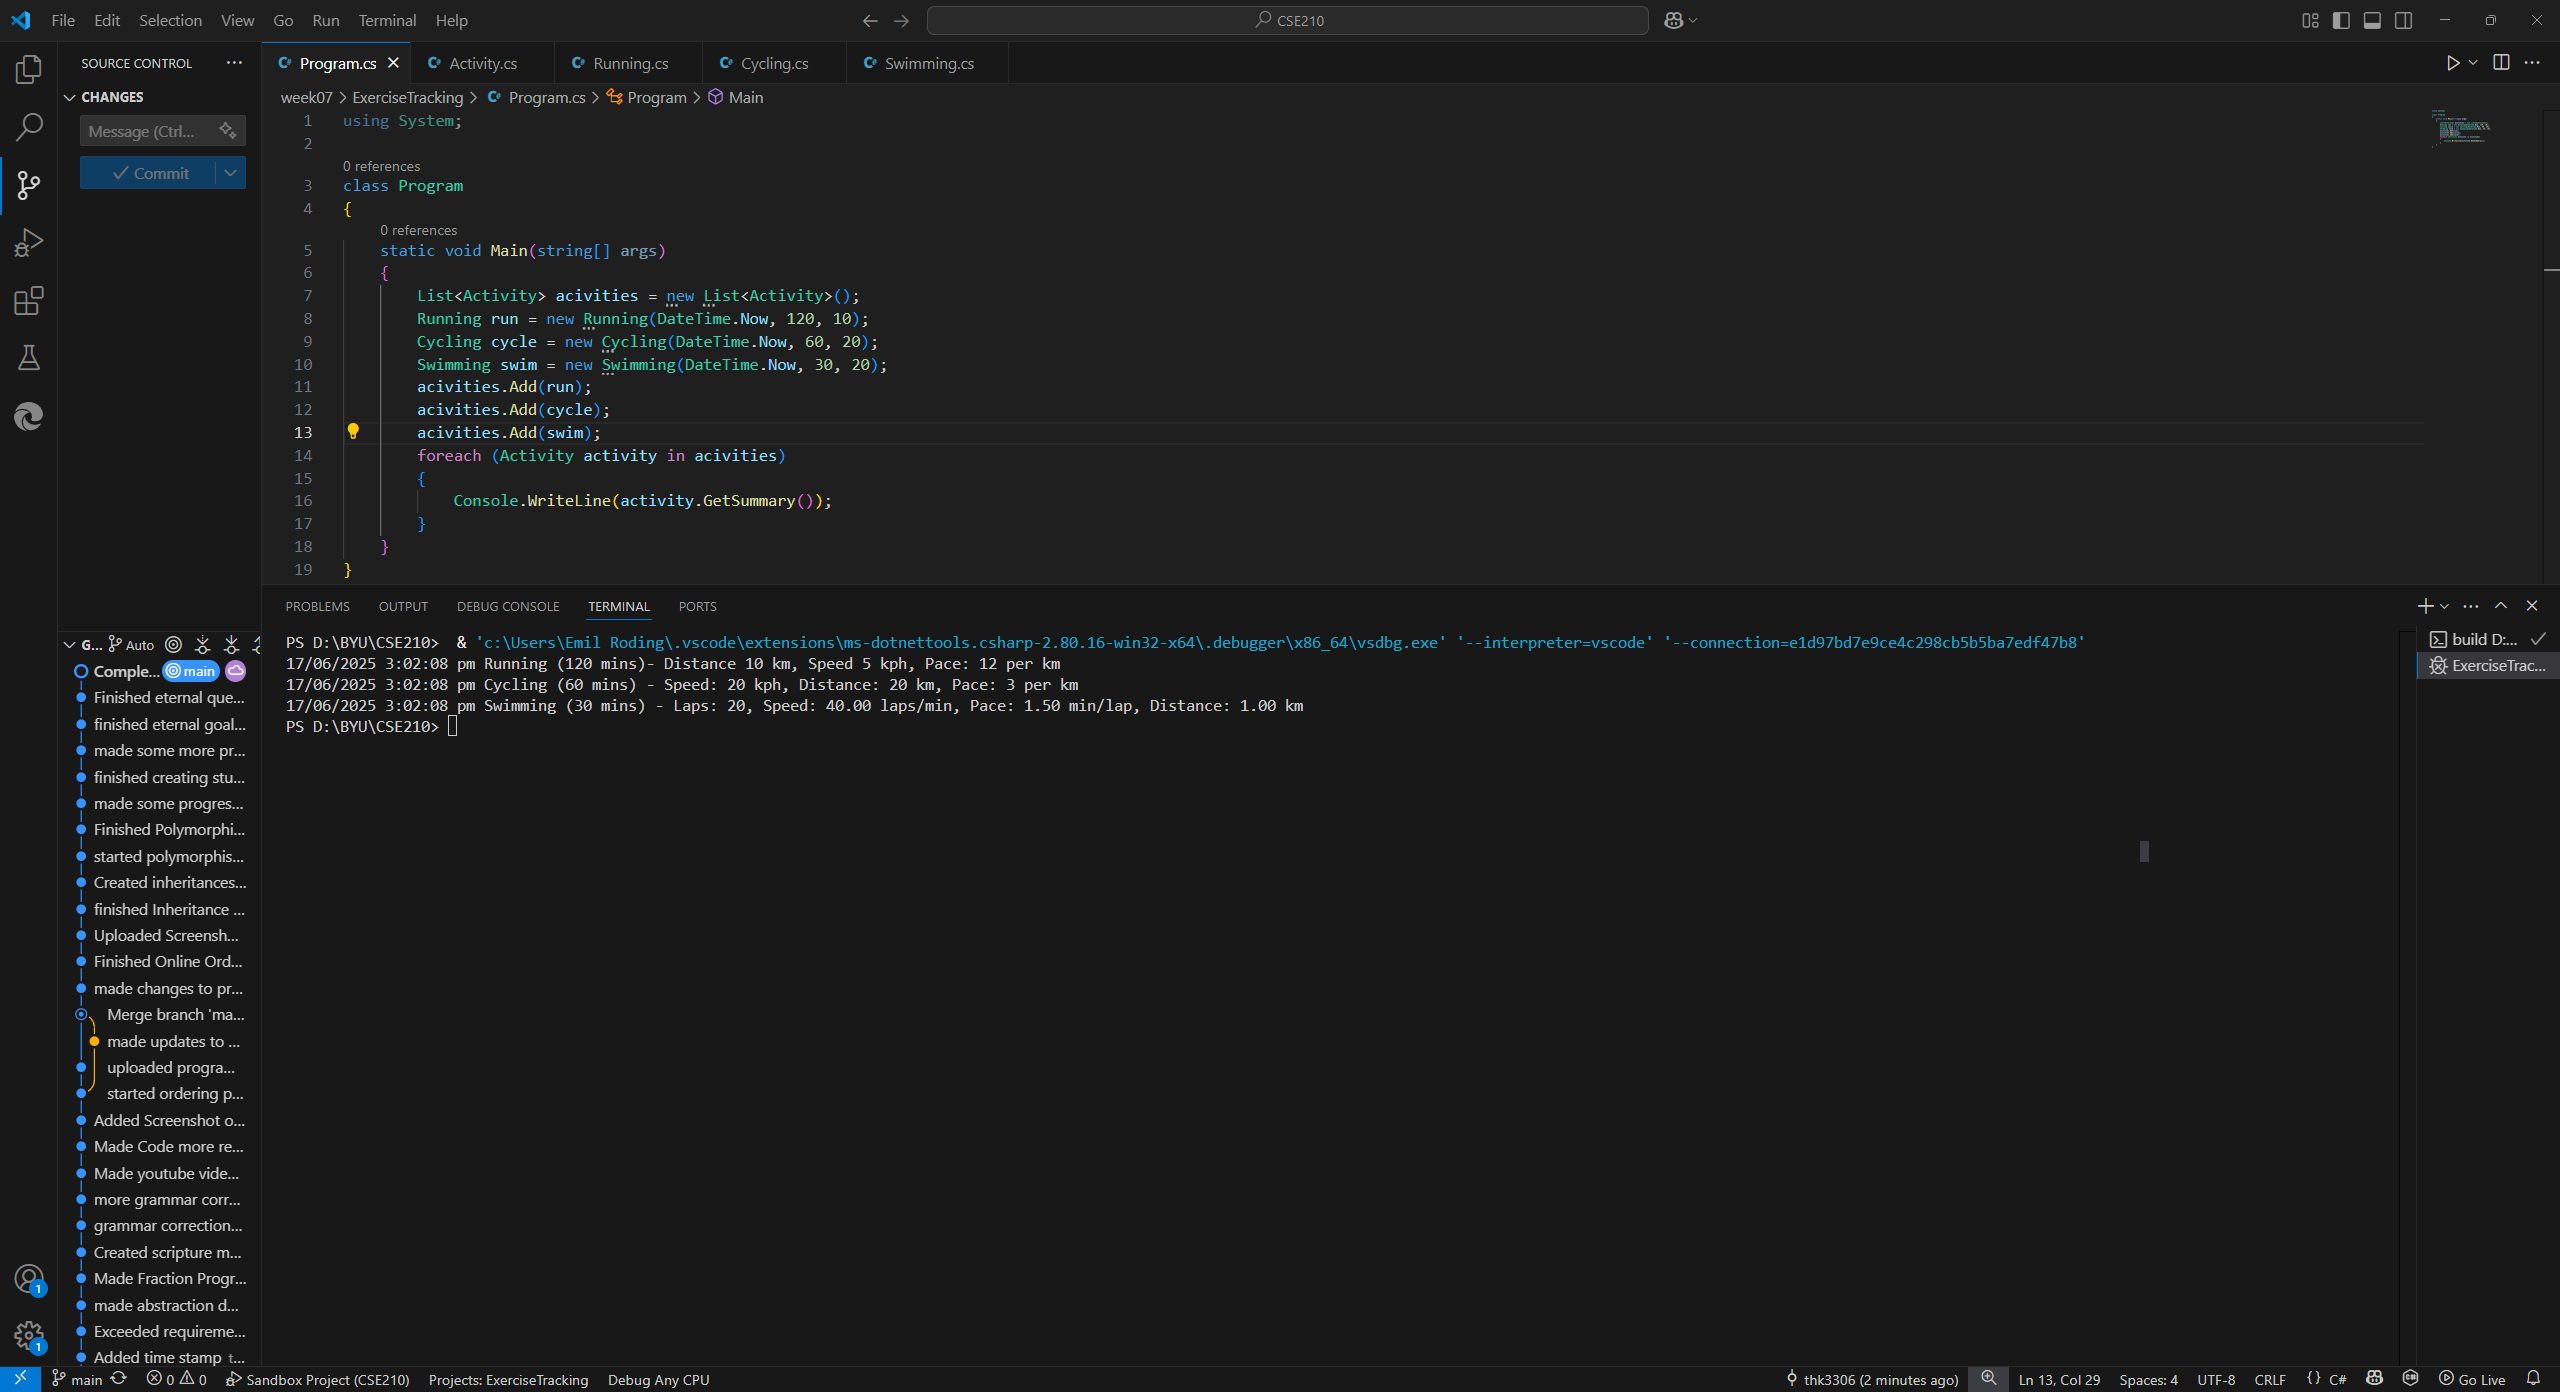 File Edit Selection View Go Run Terminal Help
CSE210
SOURCE CONTROL
CHANGES
Message (Ctrl...
Commit
Program.cs
Activity.cs
Running.cs
Cycling.cs
Swimming.cs
week07 > ExerciseTracking > Program.cs > Program > Main
1 using System;
2
0 references
3 class Program
4 {
0 references
5 static void Main(string[] args)
6 {
7 List<Activity> acivities = new List<Activity>();
8 Running run = new Running(DateTime.Now, 120, 10);
9 Cycling cycle = new Cycling(DateTime.Now, 60, 20);
10 Swimming swim = new Swimming(DateTime.Now, 30, 20);
11 acivities.Add(run);
12 acivities.Add(cycle);
13 acivities.Add(swim);
14 foreach (Activity activity in acivities)
15 {
16 Console.WriteLine(activity.GetSummary());
17 }
18 }
19 }
PROBLEMS OUTPUT DEBUG CONSOLE TERMINAL PORTS
PS D:\BYU\CSE210> & 'c:\Users\Emil Roding\.vscode\extensions\ms-dotnettools.csharp-2.80.16-win32-x64\.debugger\x86_64\vsdbg.exe' '--interpreter=vscode' '--connection=e1d97bd7e9ce4c298cb5b5ba7edf47b8'
17/06/2025 3:02:08 pm Running (120 mins)- Distance 10 km, Speed 5 kph, Pace: 12 per km
17/06/2025 3:02:08 pm Cycling (60 mins) - Speed: 20 kph, Distance: 20 km, Pace: 3 per km
17/06/2025 3:02:08 pm Swimming (30 mins) - Laps: 20, Speed: 40.00 laps/min, Pace: 1.50 min/lap, Distance: 1.00 km
PS D:\BYU\CSE210>
build D:...
ExerciseTrac...
G... Auto
Comple... main
Finished eternal que...
finished eternal goal...
made some more pr...
finished creating stu...
made some progres...
Finished Polymorphi...
started polymorphis...
Created inheritances...
finished Inheritance ...
Uploaded Screensh...
Finished Online Ord...
made changes to pr...
Merge branch 'ma...
made updates to ...
uploaded progra...
started ordering p...
Added Screenshot o...
Made Code more re...
Made youtube vide...
more grammar corr...
grammar correction...
Created scripture m...
Made Fraction Progr...
made abstraction d...
Exceeded requireme...
Added time stamp t...
1
1
main 0 0 Sandbox Project (CSE210) Projects: ExerciseTracking Debug Any CPU
thk3306 (2 minutes ago) Ln 13, Col 29 Spaces: 4 UTF-8 CRLF {} C# Go Live